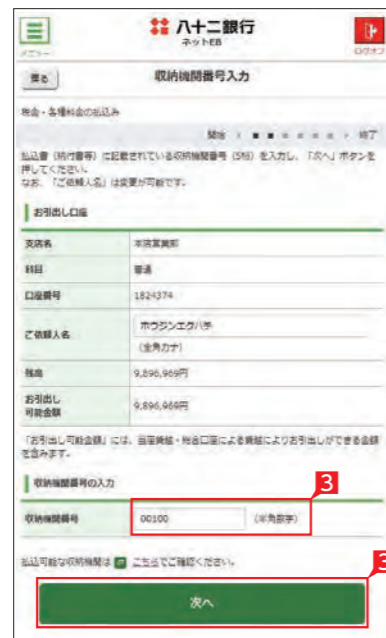 八十二銀行
ネットEB
メニュー
ログオフ
戻る
収納機関番号入力
税金・各種料金の払込み
開始
終了
払込書(納付書等)に記載されている収納機関番号(5桁)を入力し、「次へ」ボタンを
押してください。
なお、「ご依頼人名」は変更が可能です。
お引出し口座
支店名 本店営業部
科目 普通
口座番号 1824374
ご依頼人名 ホウジンエクハチ
(全角カナ)
残高 9,896,969円
お引出し
可能金額 9,896,969円
「お引出し可能金額」には、当座貸越・総合口座による貸越によりお引出しができる金額
を含みます。
収納機関番号の入力
3
収納機関番号 00100 (半角数字)
払込可能な収納機関は こちらでご確認ください。
3
次へ